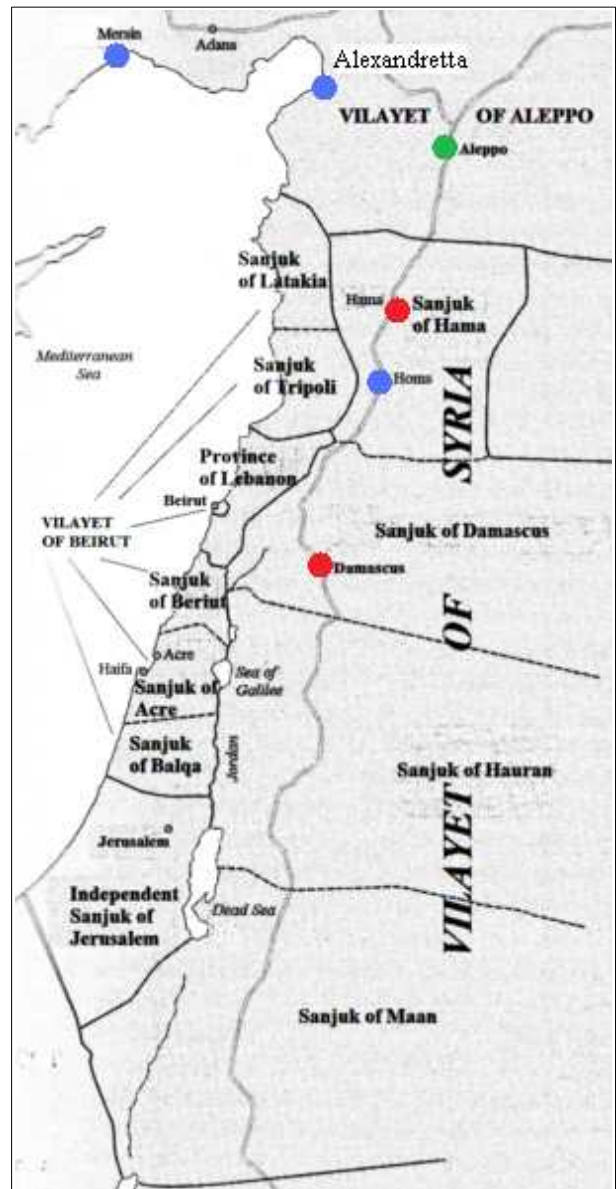 Mersin
Adana
Alexandretta
VILAYET OF ALEPPO
Aleppo
Sanjuk
of Latakia
Hama
Sanjuk
of Hama
Mediterranean
Sea
Sanjuk
of Tripoli
Homs
Province
of Lebanon
Beirut
VILAYET
OF BEIRUT
Sanjuk of Damascus
Damascus
Sanjuk
of Beriut
Acre
Haifa
Sea of
Galilee
Sanjuk of
Acre
Sanjuk
of Balqa
Jordan
Sanjuk of Hauran
Jerusalem
Independent
Sanjuk of
Jerusalem
Dead Sea
Sanjuk of Maan
VILAYET OF SYRIA